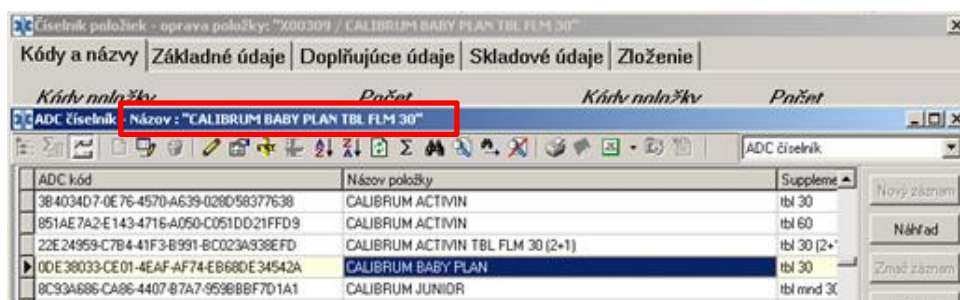 Číselník položiek - oprava položky: "X00309 / CALIBRUM BABY PLAN TBL FLM 30"
Kódy a názvy Základné údaje Doplňujúce údaje Skladové údaje Zloženie
Kódy položky Počet Kódy položky Počet
ADC číselník - Názov : "CALIBRUM BABY PLAN TBL FLM 30"
ADC číselník
ADC kód Názov položky Suppleme
3B4034D7-0E76-4570-A639-028D58377638 CALIBRUM ACTIVIN tbl 30
851AE7A2-E143-4716-A050-C051DD21FFD9 CALIBRUM ACTIVIN tbl 60
22E24959-C7B4-41F3-B991-BC023A938EFD CALIBRUM ACTIVIN TBL FLM 30 (2+1) tbl 30 (2+
0DE38033-CE01-4EAF-AF74-EB68DE34542A CALIBRUM BABY PLAN tbl 30
8C93A686-CA86-4407-B7A7-959BBBF7D1A1 CALIBRUM JUNIOR tbl mnd 30
Nový záznam
Náhľad
Zmaž záznam